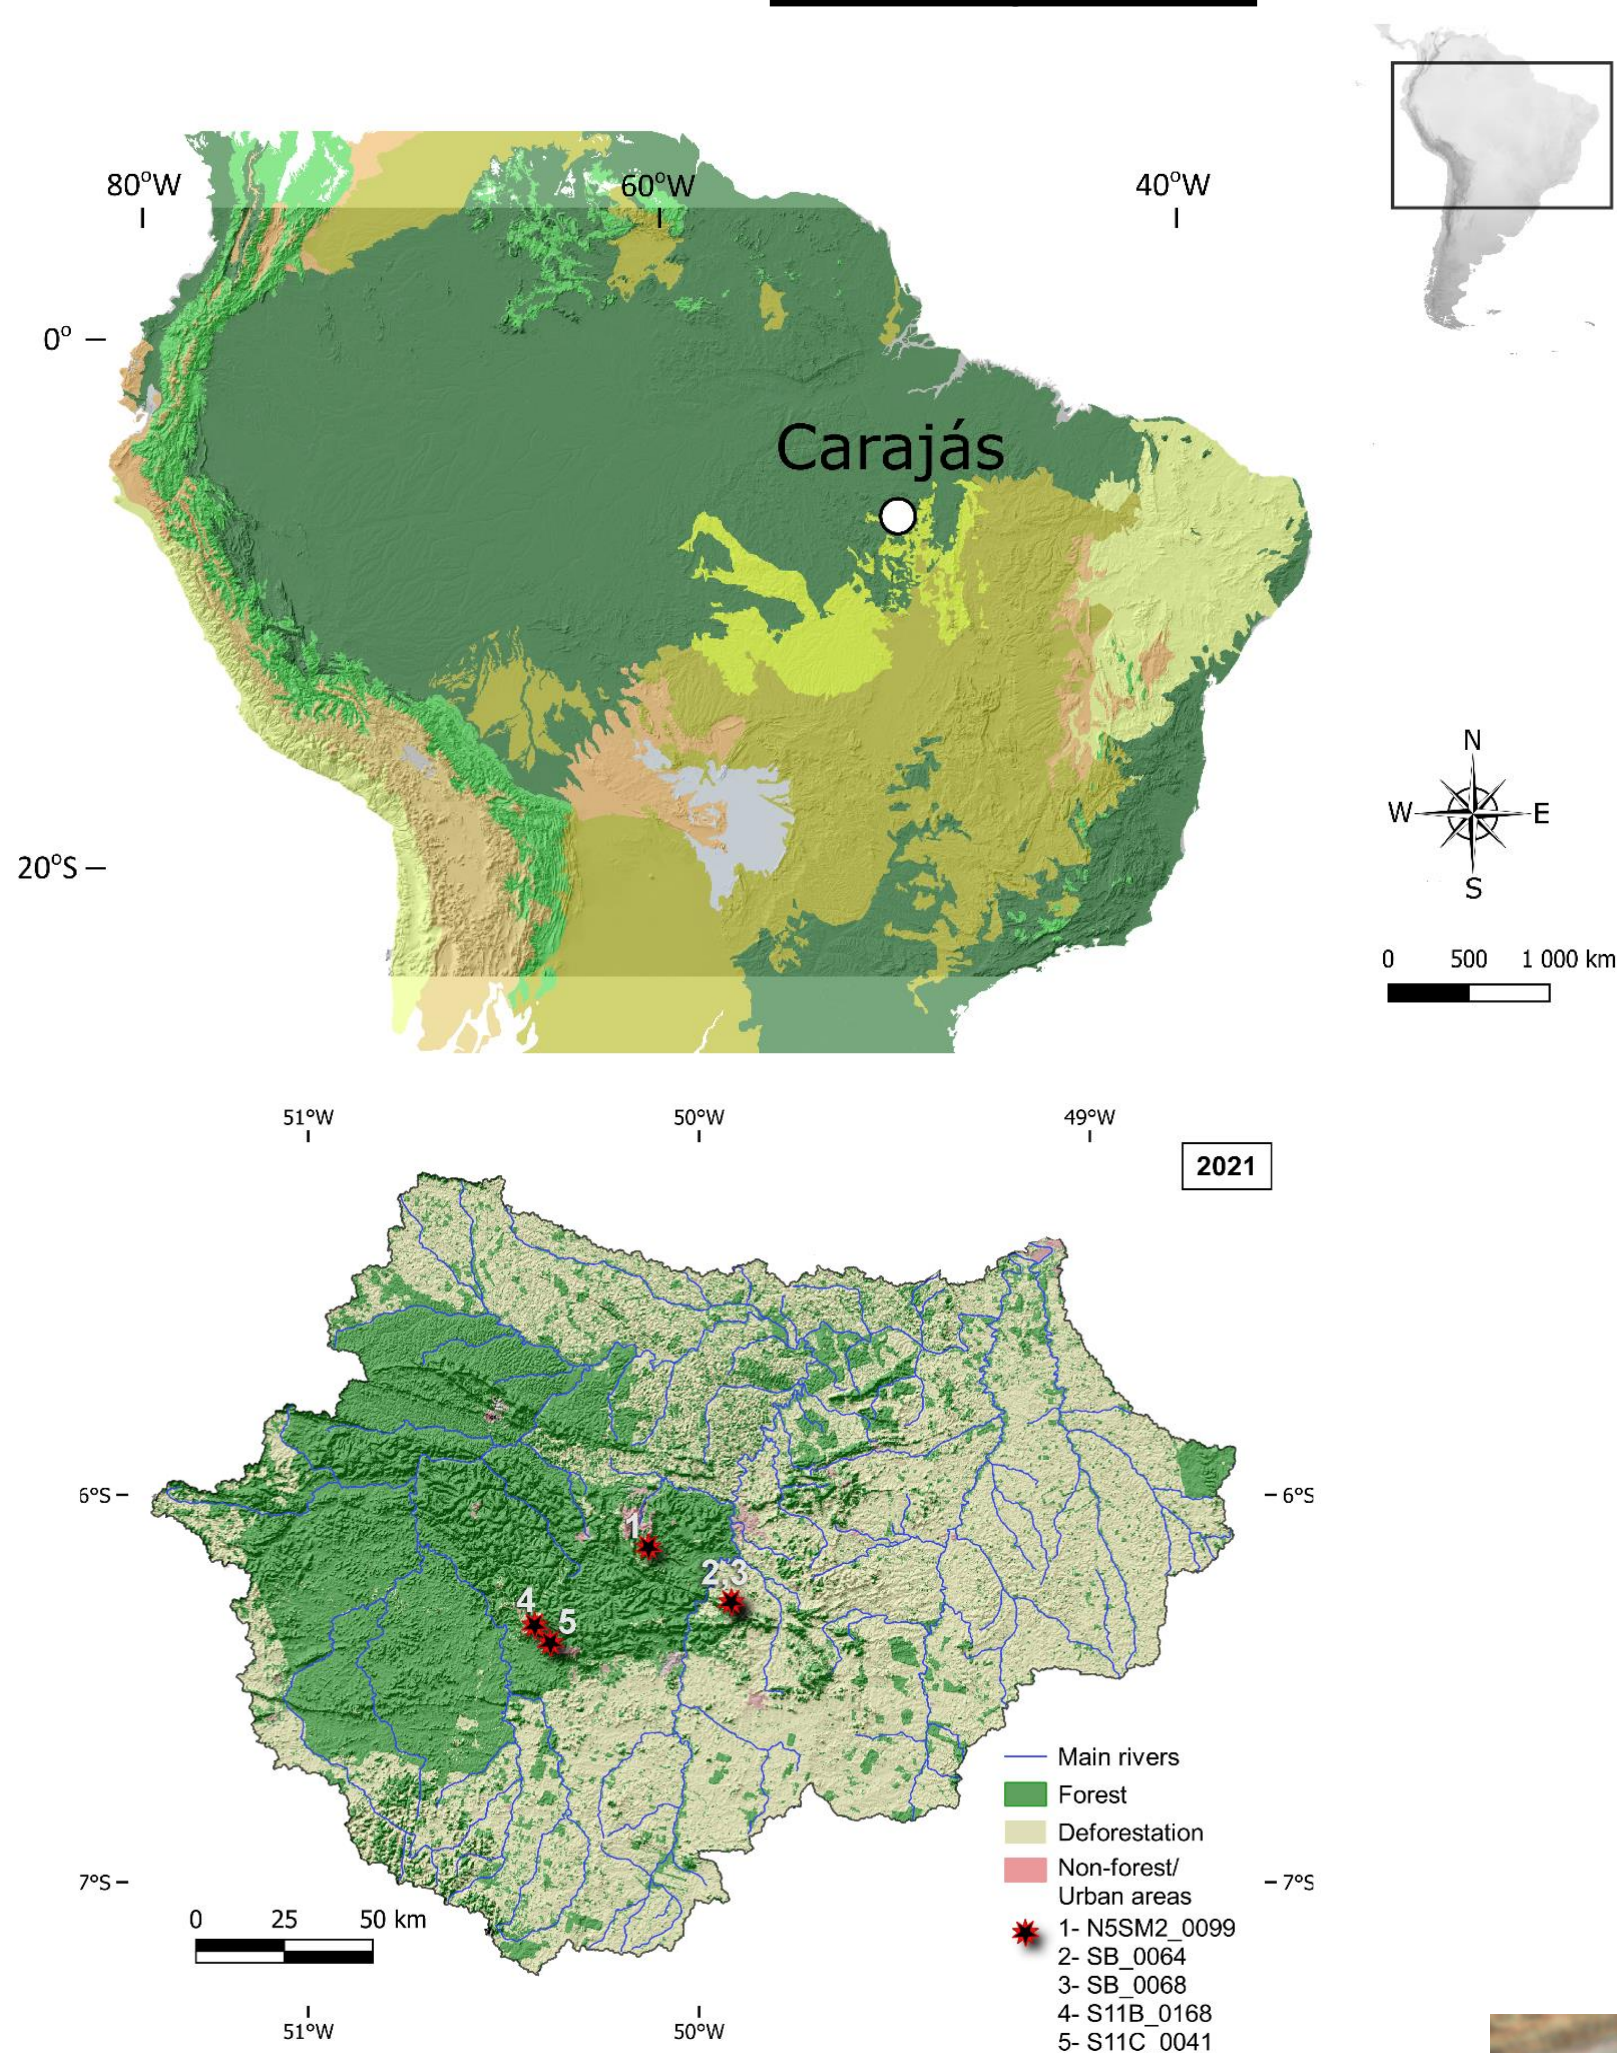 80°W 60°W 40°W
0°
Carajás
20°S
N
W E
S
0 500 1 000 km
51°W 50°W 49°W
2021
6°S 6°S
1
2,3
4
5
Main rivers
Forest
Deforestation
Non-forest/
Urban areas
7°S 7°S
0 25 50 km
1- N5SM2_0099
2- SB_0064
3- SB_0068
4- S11B_0168
5- S11C_0041
51°W 50°W